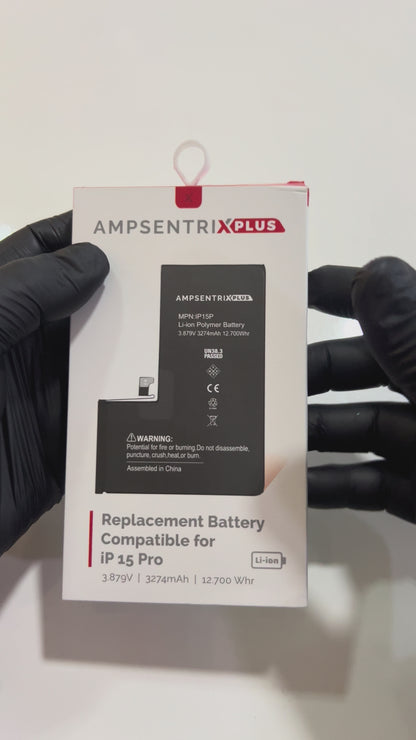 AMPSENTRIXPLUS
AMPSENTRIXPLUS
MPN:IP15P
Li-ion Polymer Battery
3.879V 3274mAh 12.700Whr
UN38.3
PASSED
CE
WARNING:
Potential for fire or burning.Do not disassemble,
puncture, crush,heat,or burn.
Assembled in China
Replacement Battery
Compatible for
iP 15 Pro
Li-ion
3.879V | 3274mAh | 12.700 Whr